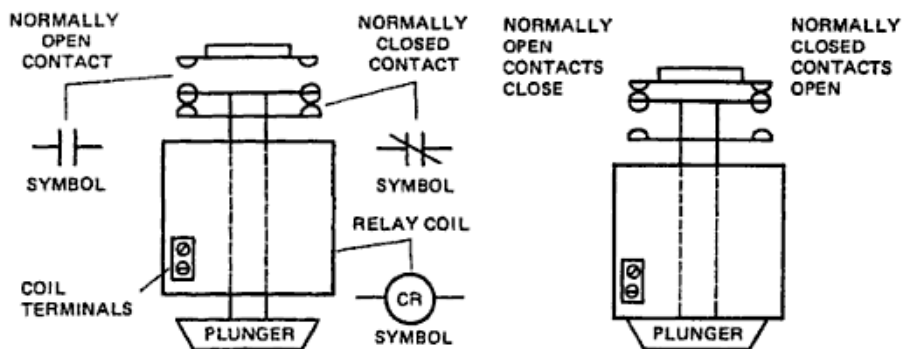 NORMALLY
OPEN
CONTACT
NORMALLY
CLOSED
CONTACT
SYMBOL
SYMBOL
RELAY COIL
COIL
TERMINALS
CR
PLUNGER
SYMBOL
NORMALLY
OPEN
CONTACTS
CLOSE
NORMALLY
CLOSED
CONTACTS
OPEN
PLUNGER